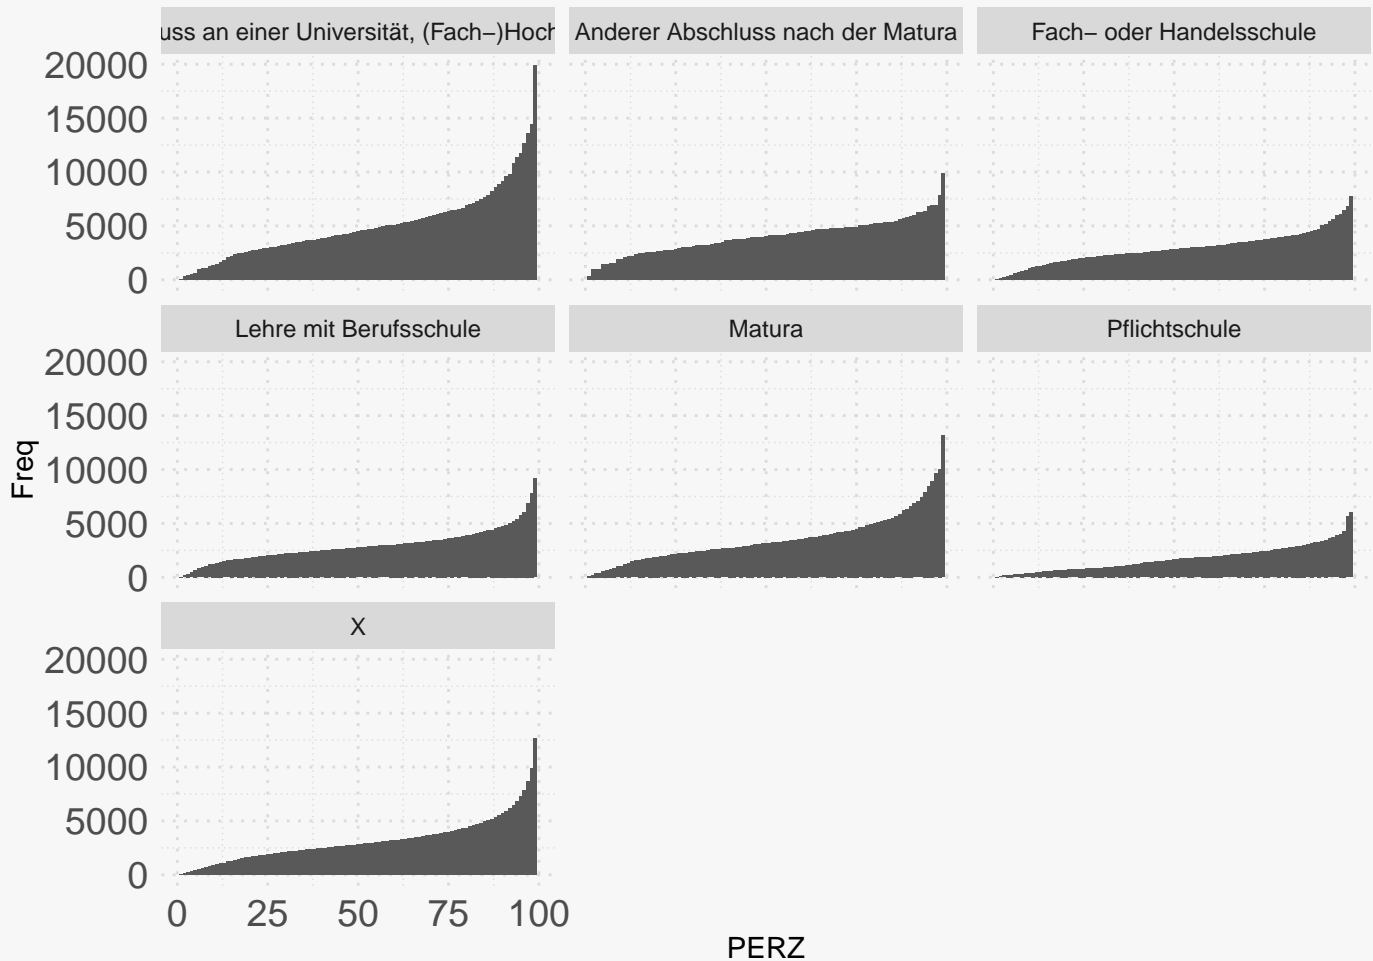 uss an einer Universität, (Fach–)Hoch
Anderer Abschluss nach der Matura
Fach– oder Handelsschule
20000
15000
10000
5000
0
Lehre mit Berufsschule
Matura
Pflichtschule
20000
15000
10000
5000
0
Freq
X
20000
15000
10000
5000
0
0 25 50 75 100
PERZ